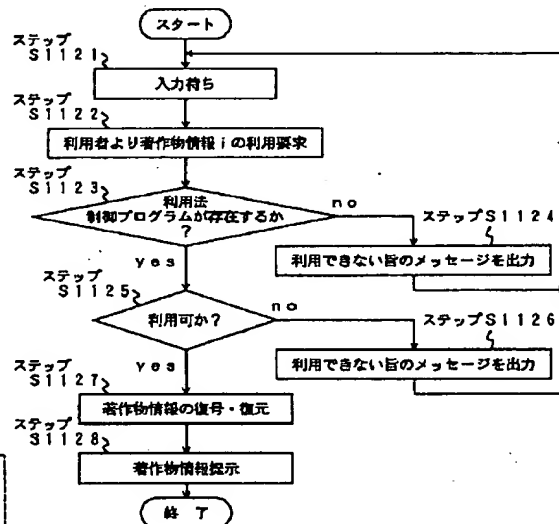 スタート
ステップ
S1121
入力待ち
ステップ
S1122
利用者より著作物情報iの利用要求
ステップ
S1123
利用法
制御プログラムが存在するか
?
no
yes
ステップS1124
利用できない旨のメッセージを出力
ステップ
S1125
利用可か?
no
yes
ステップS1126
利用できない旨のメッセージを出力
ステップ
S1127
著作物情報の復号・復元
ステップ
S1128
著作物情報提示
終了